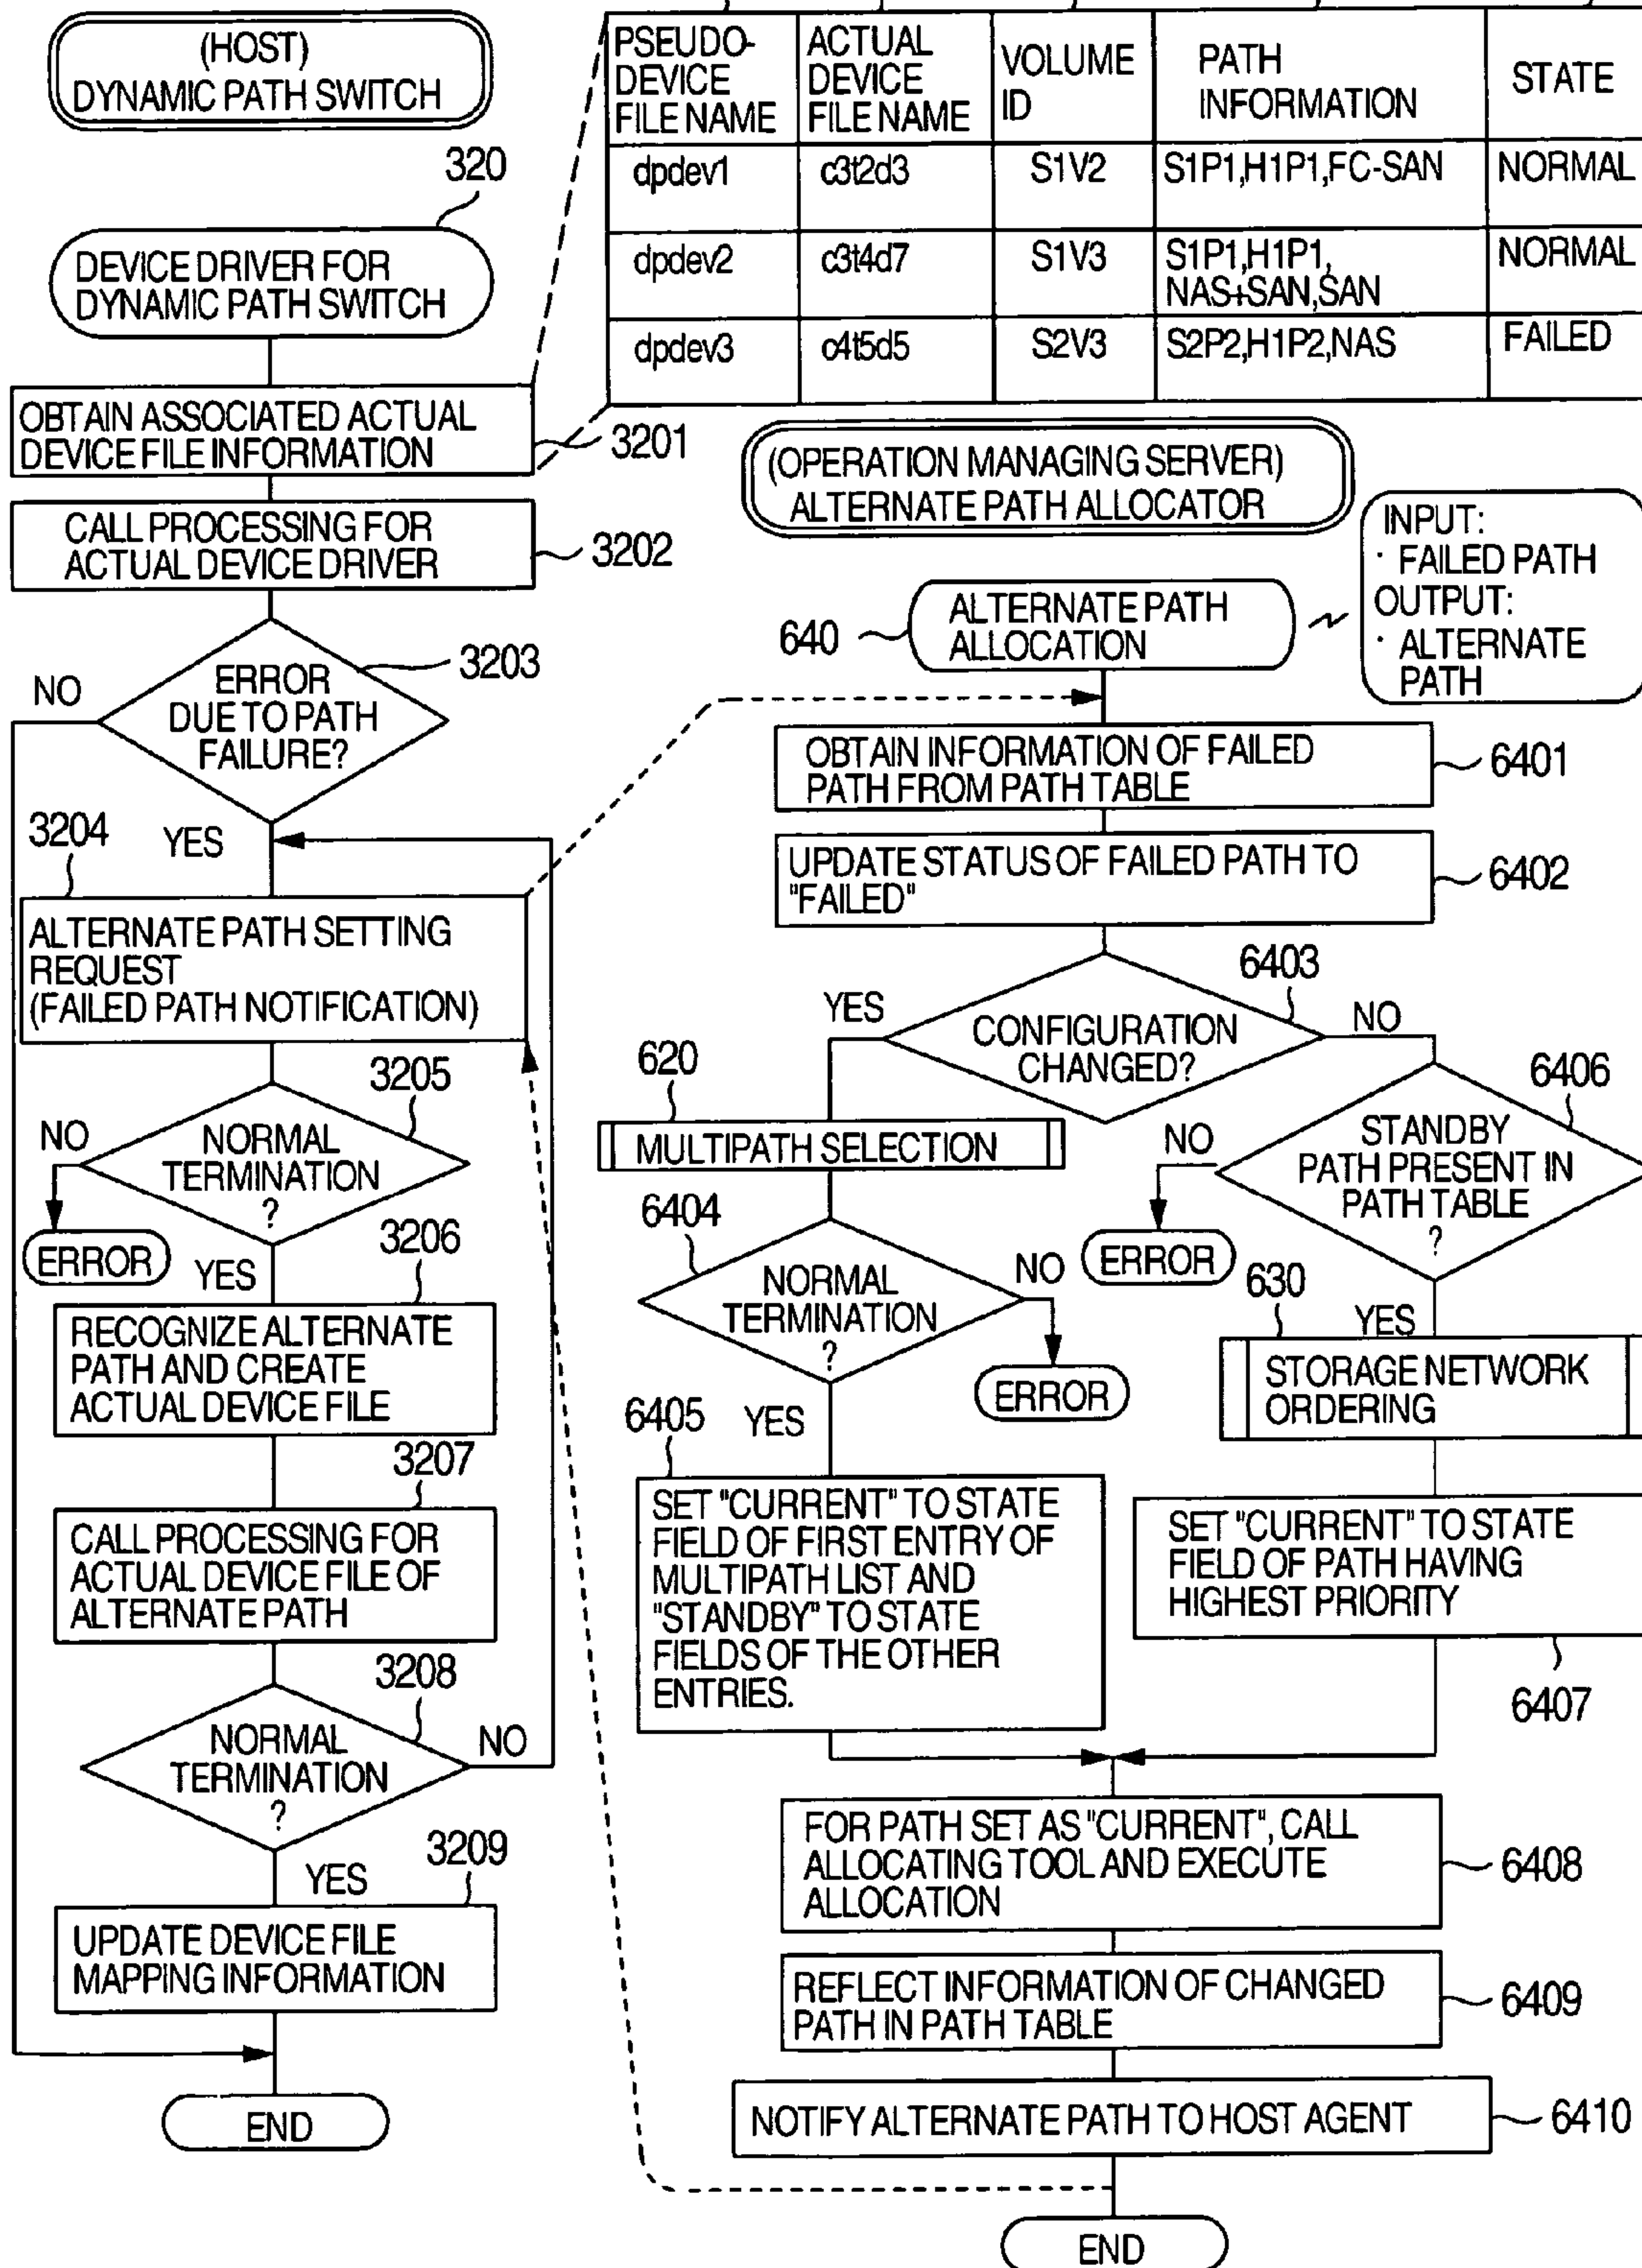 (HOST)
DYNAMIC PATH SWITCH
320
DEVICE DRIVER FOR
DYNAMIC PATH SWITCH
OBTAIN ASSOCIATED ACTUAL
DEVICE FILE INFORMATION
3201
CALL PROCESSING FOR
ACTUAL DEVICE DRIVER
3202
ERROR
DUE TO PATH
FAILURE?
3203
NO
YES
3204
ALTERNATE PATH SETTING
REQUEST
(FAILED PATH NOTIFICATION)
3205
NORMAL
TERMINATION
?
NO
ERROR
YES
3206
RECOGNIZE ALTERNATE
PATH AND CREATE
ACTUAL DEVICE FILE
3207
CALL PROCESSING FOR
ACTUAL DEVICE FILE OF
ALTERNATE PATH
3208
NORMAL
TERMINATION
?
NO
YES
3209
UPDATE DEVICE FILE
MAPPING INFORMATION
END
PSEUDO-
DEVICE
FILE NAME
ACTUAL
DEVICE
FILE NAME
VOLUME
ID
PATH
INFORMATION
STATE
dpdev1
c3t2d3
S1V2
S1P1,H1P1,FC-SAN
NORMAL
dpdev2
c3t4d7
S1V3
S1P1,H1P1,
NAS+SAN,SAN
NORMAL
dpdev3
c4t5d5
S2V3
S2P2,H1P2,NAS
FAILED
(OPERATION MANAGING SERVER)
ALTERNATE PATH ALLOCATOR
INPUT:
· FAILED PATH
OUTPUT:
· ALTERNATE
PATH
640
ALTERNATE PATH
ALLOCATION
OBTAIN INFORMATION OF FAILED
PATH FROM PATH TABLE
6401
UPDATE STATUS OF FAILED PATH TO
"FAILED"
6402
6403
CONFIGURATION
CHANGED?
YES
NO
620
MULTIPATH SELECTION
6404
NORMAL
TERMINATION
?
NO
ERROR
YES
6405
SET "CURRENT" TO STATE
FIELD OF FIRST ENTRY OF
MULTIPATH LIST AND
"STANDBY" TO STATE
FIELDS OF THE OTHER
ENTRIES.
6406
STANDBY
PATH PRESENT IN
PATH TABLE
?
NO
ERROR
YES
630
STORAGE NETWORK
ORDERING
SET "CURRENT" TO STATE
FIELD OF PATH HAVING
HIGHEST PRIORITY
6407
FOR PATH SET AS "CURRENT", CALL
ALLOCATING TOOL AND EXECUTE
ALLOCATION
6408
REFLECT INFORMATION OF CHANGED
PATH IN PATH TABLE
6409
NOTIFY ALTERNATE PATH TO HOST AGENT
6410
END